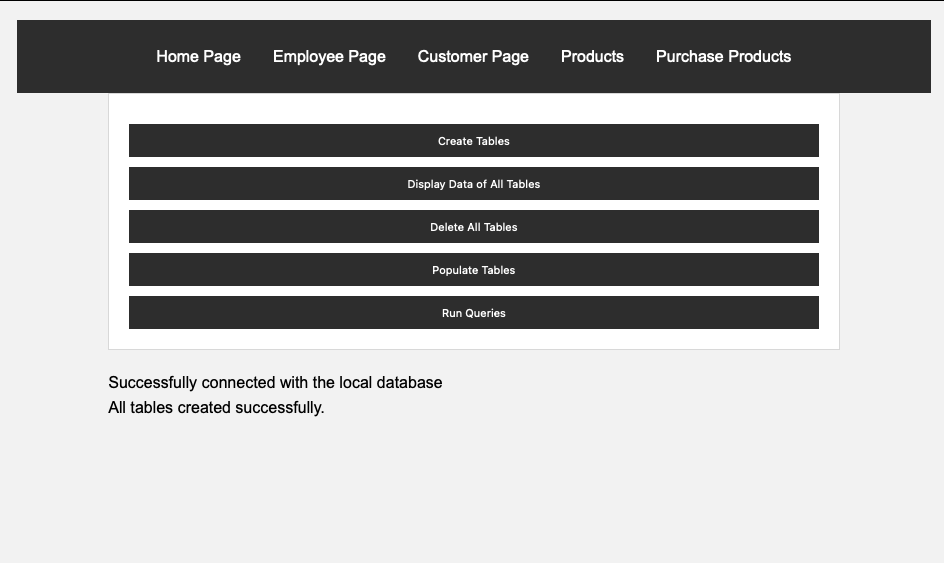 Home Page Employee Page Customer Page Products Purchase Products
Create Tables
Display Data of All Tables
Delete All Tables
Populate Tables
Run Queries
Successfully connected with the local database
All tables created successfully.